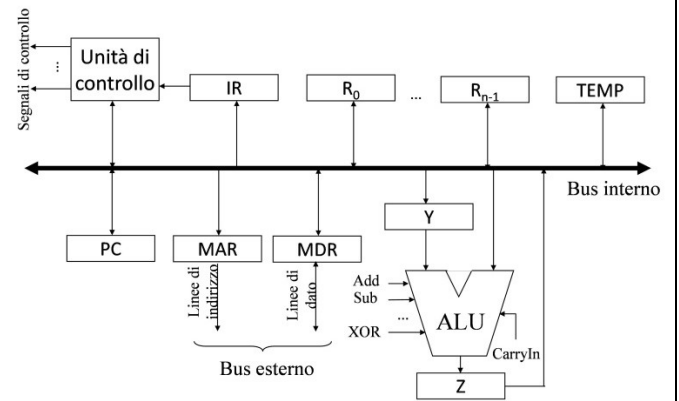 Segnali di controllo
...
Unità di
controllo
IR
R0
...
Rn-1
TEMP
Bus interno
PC
MAR
MDR
Y
Linee di
indirizzo
Linee di
dato
Bus esterno
Add
Sub
...
XOR
ALU
CarryIn
Z